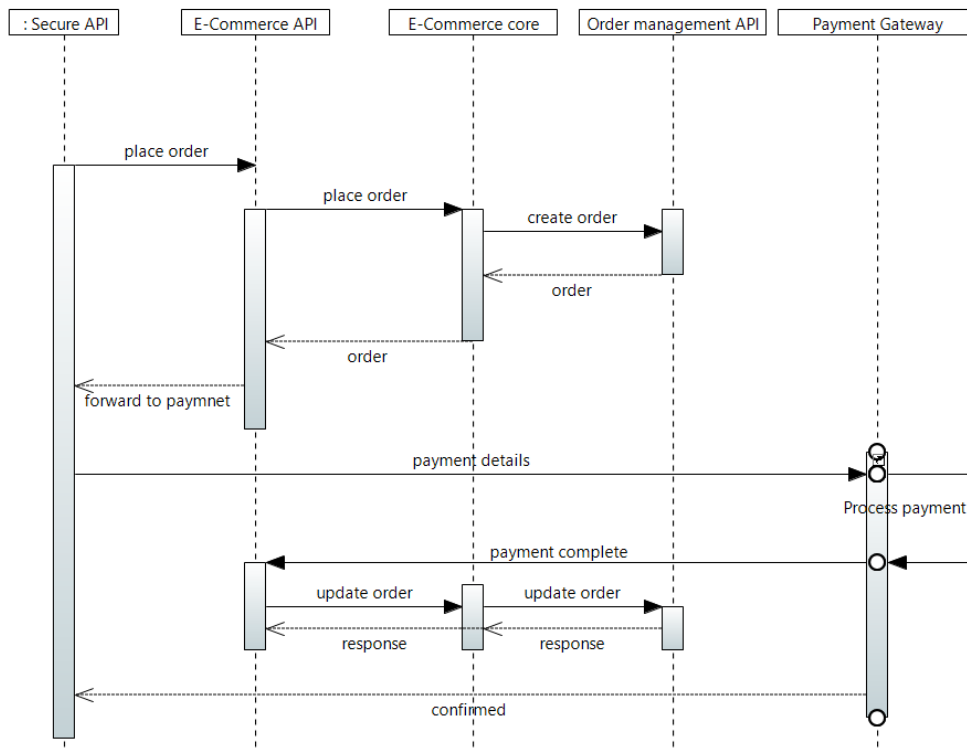 : Secure API
E-Commerce API
E-Commerce core
Order management API
Payment Gateway
place order
place order
create order
order
order
forward to paymnet
payment details
Process payment
payment complete
update order
update order
response
response
confirmed